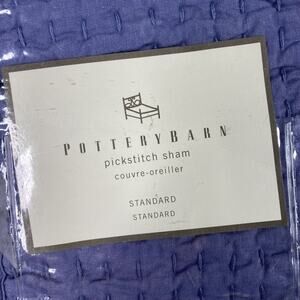 POTTERYBARN
pickstitch sham
couvre-oreiller
STANDARD
STANDARD